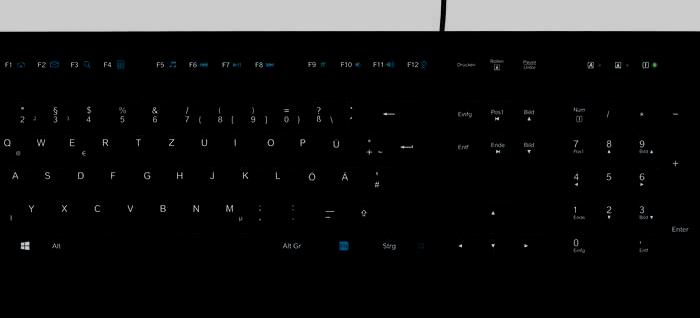 F1 F2 F3 F4 F5 F6 F7 F8 F9 F10 F11 F12 Drucken Rollen Pause
Untbr
" § $ % & / ( ) = ?
2 ² 3 ³ 4 5 6 7 { 8 [ 9 ] 0 } ß \ Einfg Pos1 Bild Num / * −
Q W E R T Z U I O P Ü * Entf Ende Bild 7 8 9
@ € + ~ Pos1 Bild
A S D F G H J K L Ö Ä ' 4 5 6 +
#
Y X C V B N M ; : _ 1 2 3
| µ , . - Ende Bild
Enter
Alt Alt Gr Strg 0 ,
Einfg Entf